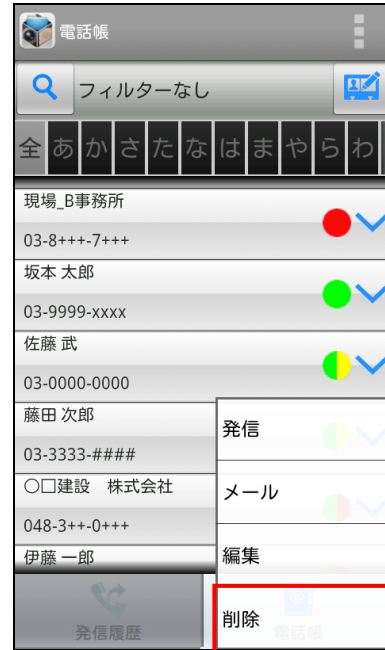 電話帳
フィルターなし
全 あ か さ た な は ま や ら わ
現場_B事務所
03-8+++-7+++
坂本 太郎
03-9999-xxxx
佐藤 武
03-0000-0000
藤田 次郎
03-3333-####
○□建設 株式会社
048-3++-0+++
伊藤 一郎
発信
メール
編集
削除
発信履歴
電話帳